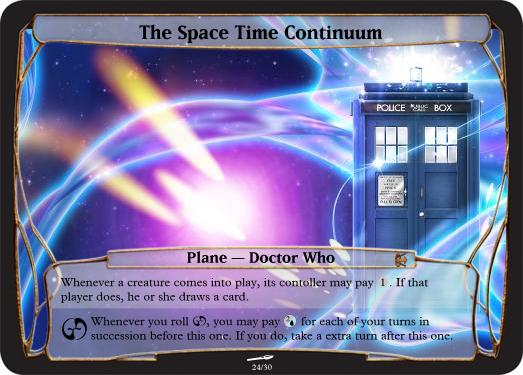 The Space Time Continuum
POLICE PUBLIC CALL BOX
Plane — Doctor Who
Whenever a creature comes into play, its contoller may pay 1 . If that
player does, he or she draws a card.
Whenever you roll , you may pay for each of your turns in
succession before this one. If you do, take a extra turn after this one.
24/30